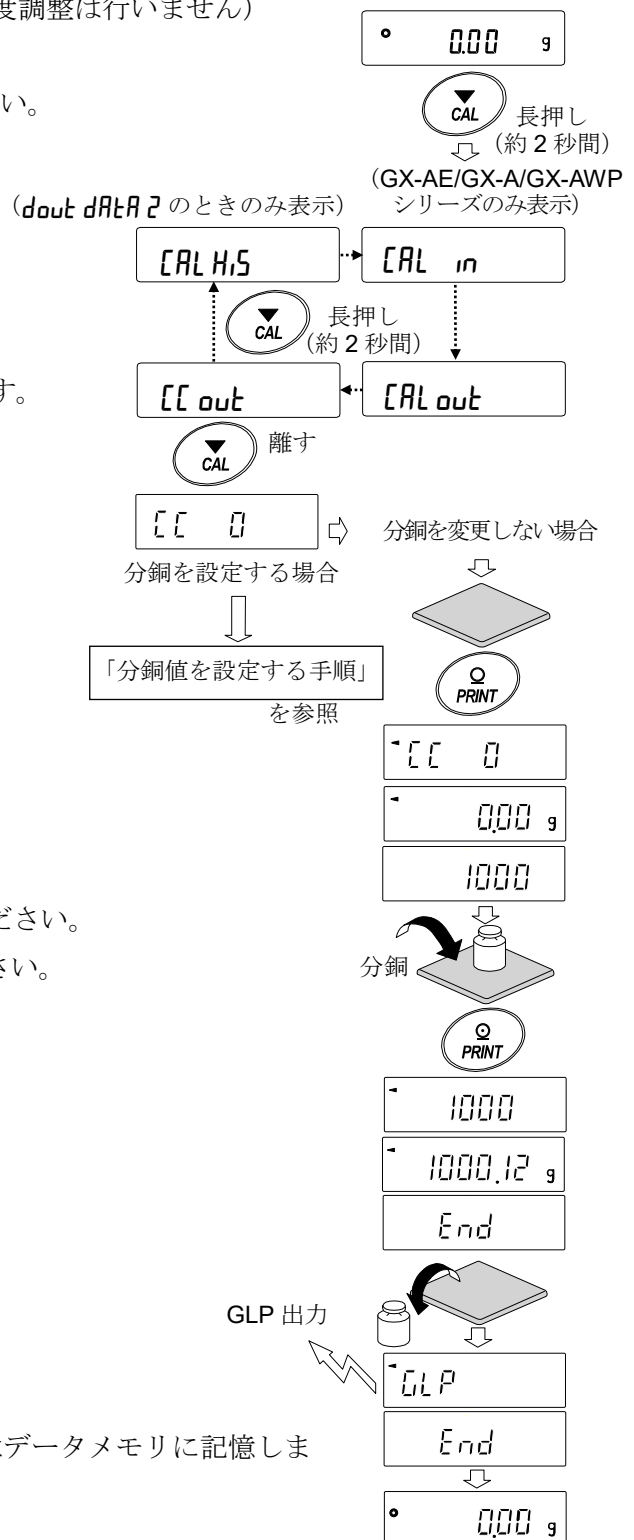 度調整は行いません）
0.00 g
い。
CAL
長押し
（約 2 秒間）
（GX-AE/GX-A/GX-AWP
シリーズのみ表示）
（dout dAtA 2 のときのみ表示）
CAL HiS
CAL in
CAL
長押し
（約 2 秒間）
す。
CC out
CAL out
CAL
離す
CC 0
分銅を変更しない場合
分銅を設定する場合
「分銅値を設定する手順」
を参照
PRINT
CC 0
0.00 g
1000
ださい。
さい。
分銅
PRINT
1000
1000.12 g
End
GLP 出力
GLP
データメモリに記憶しま
End
0.00 g